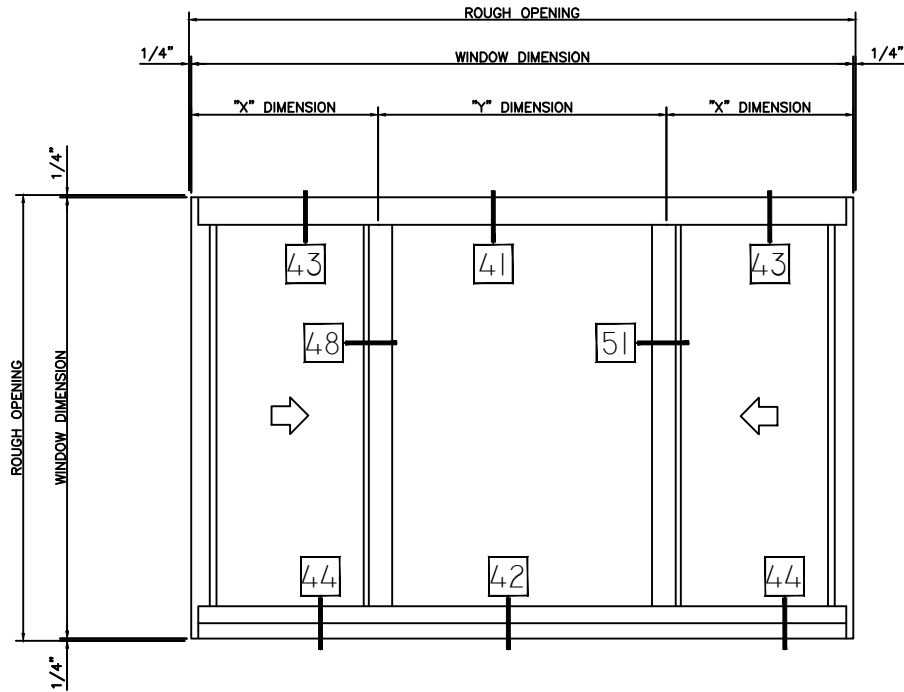 ROUGH OPENING
1/4"
WINDOW DIMENSION
1/4"
"X" DIMENSION
"Y" DIMENSION
"X" DIMENSION
1/4"
43
41
43
48
51
ROUGH OPENING
WINDOW DIMENSION
44
42
44
1/4"